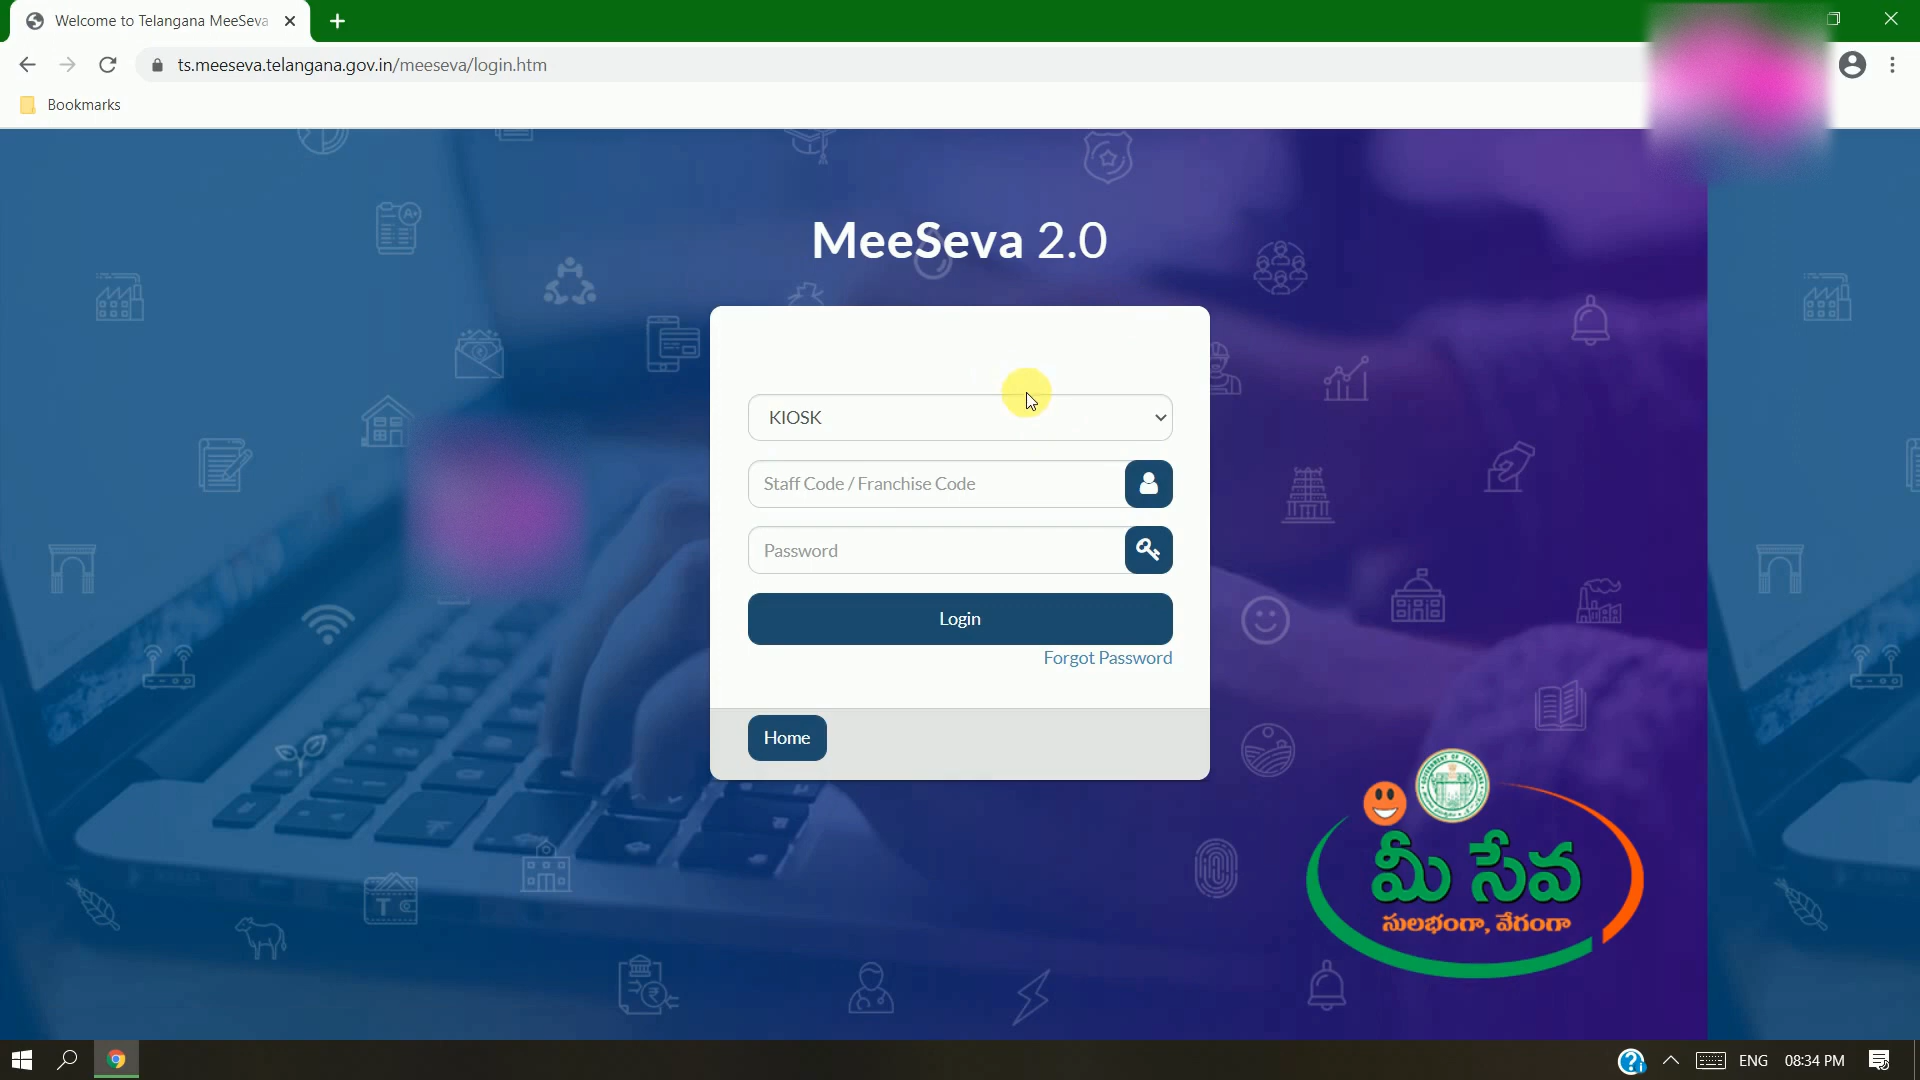 Welcome to Telangana MeeSeva
ts.meeseva.telangana.gov.in/meeseva/login.htm
Bookmarks
MeeSeva 2.0
KIOSK
Staff Code / Franchise Code
Password
Login
Forgot Password
Home
మీ సేవ
సులభంగా, వేగంగా
ENG 08:34 PM